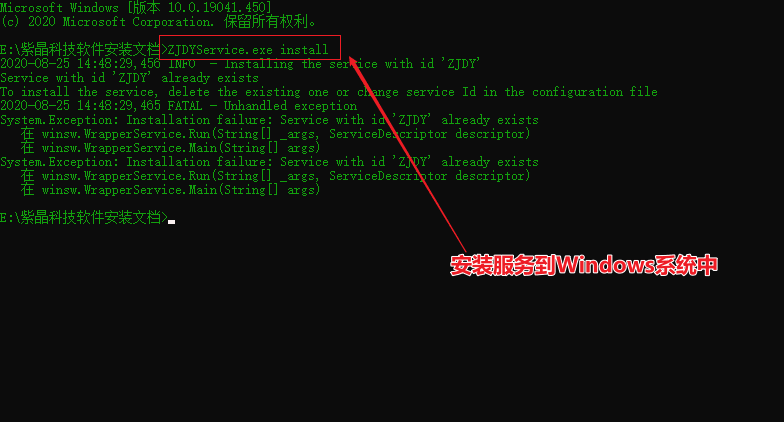 Microsoft Windows [版本 10.0.19041.450]
(c) 2020 Microsoft Corporation. 保留所有权利。
E:\紫晶科技软件安装文档>ZJDYService.exe install
2020-08-25 14:48:29,456 INFO  - Installing the service with id 'ZJDY'
Service with id 'ZJDY' already exists
To install the service, delete the existing one or change service Id in the configuration file
2020-08-25 14:48:29,465 FATAL - Unhandled exception
System.Exception: Installation failure: Service with id 'ZJDY' already exists
在 winsw.WrapperService.Run(String[] _args, ServiceDescriptor descriptor)
在 winsw.WrapperService.Main(String[] args)
System.Exception: Installation failure: Service with id 'ZJDY' already exists
在 winsw.WrapperService.Run(String[] _args, ServiceDescriptor descriptor)
在 winsw.WrapperService.Main(String[] args)
E:\紫晶科技软件安装文档>
安装服务到Windows系统中